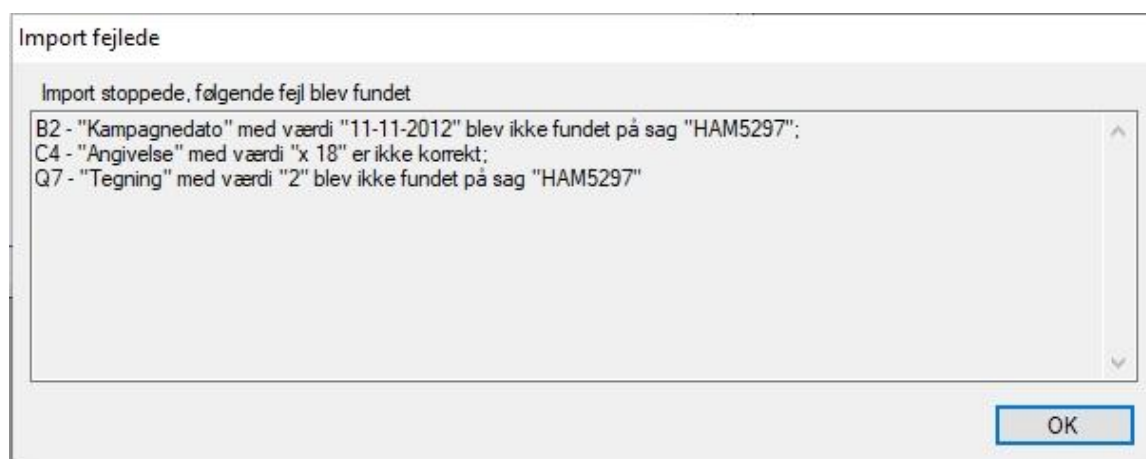 Import fejlede
Import stoppede, følgende fejl blev fundet
B2 - "Kampagnedato" med værdi "11-11-2012" blev ikke fundet på sag "HAM5297";
C4 - "Angivelse" med værdi "x 18" er ikke korrekt;
Q7 - "Tegning" med værdi "2" blev ikke fundet på sag "HAM5297"
OK